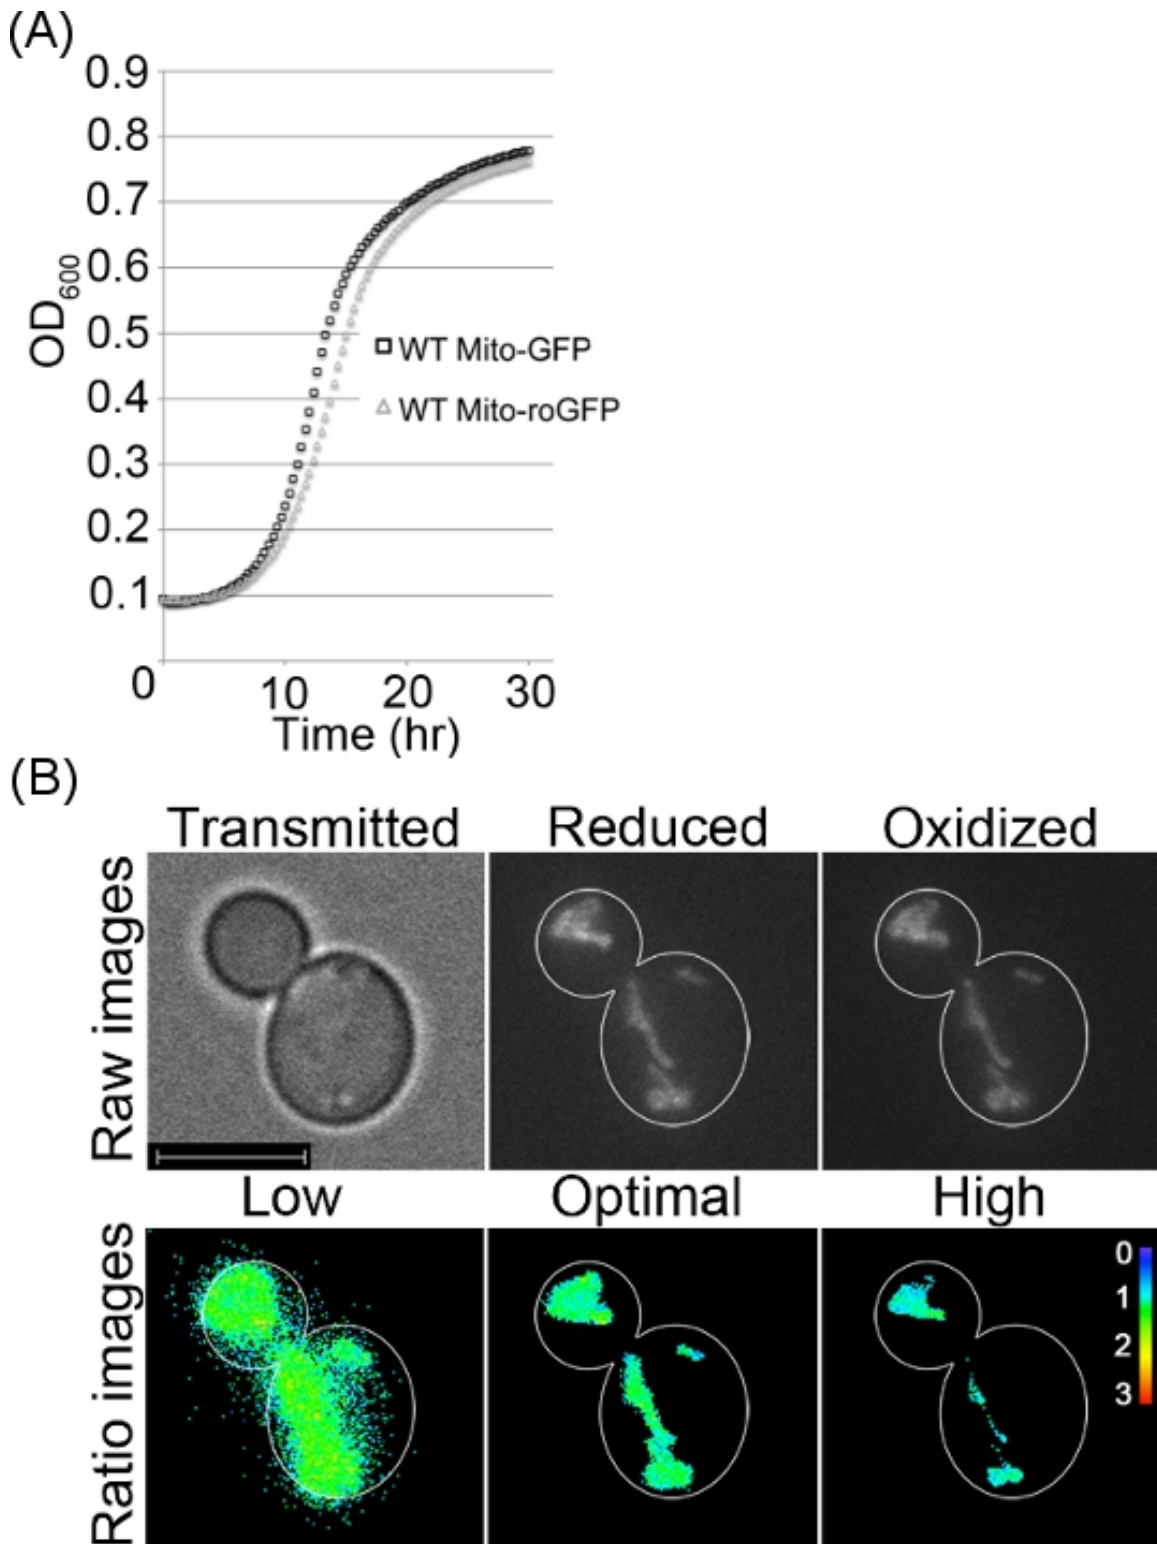 (A)
0.9
0.8
0.7
0.6
0.5
0.4
0.3
0.2
0.1
0
10 20 30
OD600
Time (hr)
WT Mito-GFP
WT Mito-roGFP
(B)
Transmitted Reduced Oxidized
Raw images
Low Optimal High
Ratio images
0
1
2
3